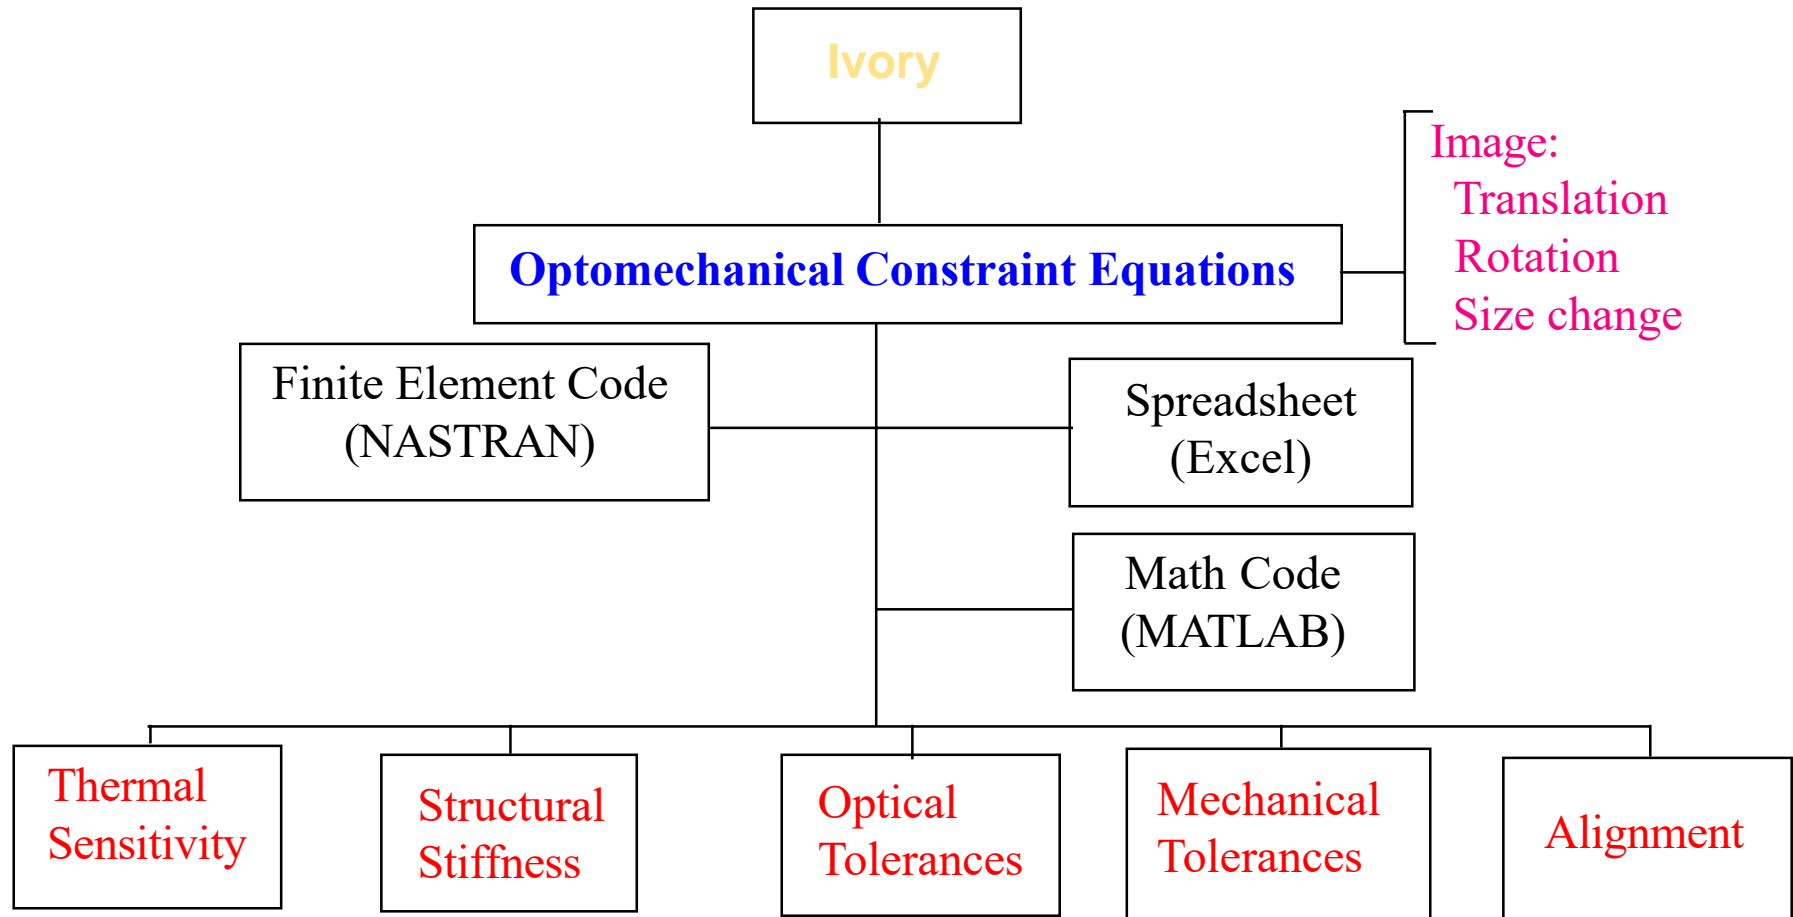 Ivory
Image:
Translation
Rotation
Size change
Optomechanical Constraint Equations
Finite Element Code
(NASTRAN)
Spreadsheet
(Excel)
Math Code
(MATLAB)
Thermal
Sensitivity
Structural
Stiffness
Optical
Tolerances
Mechanical
Tolerances
Alignment